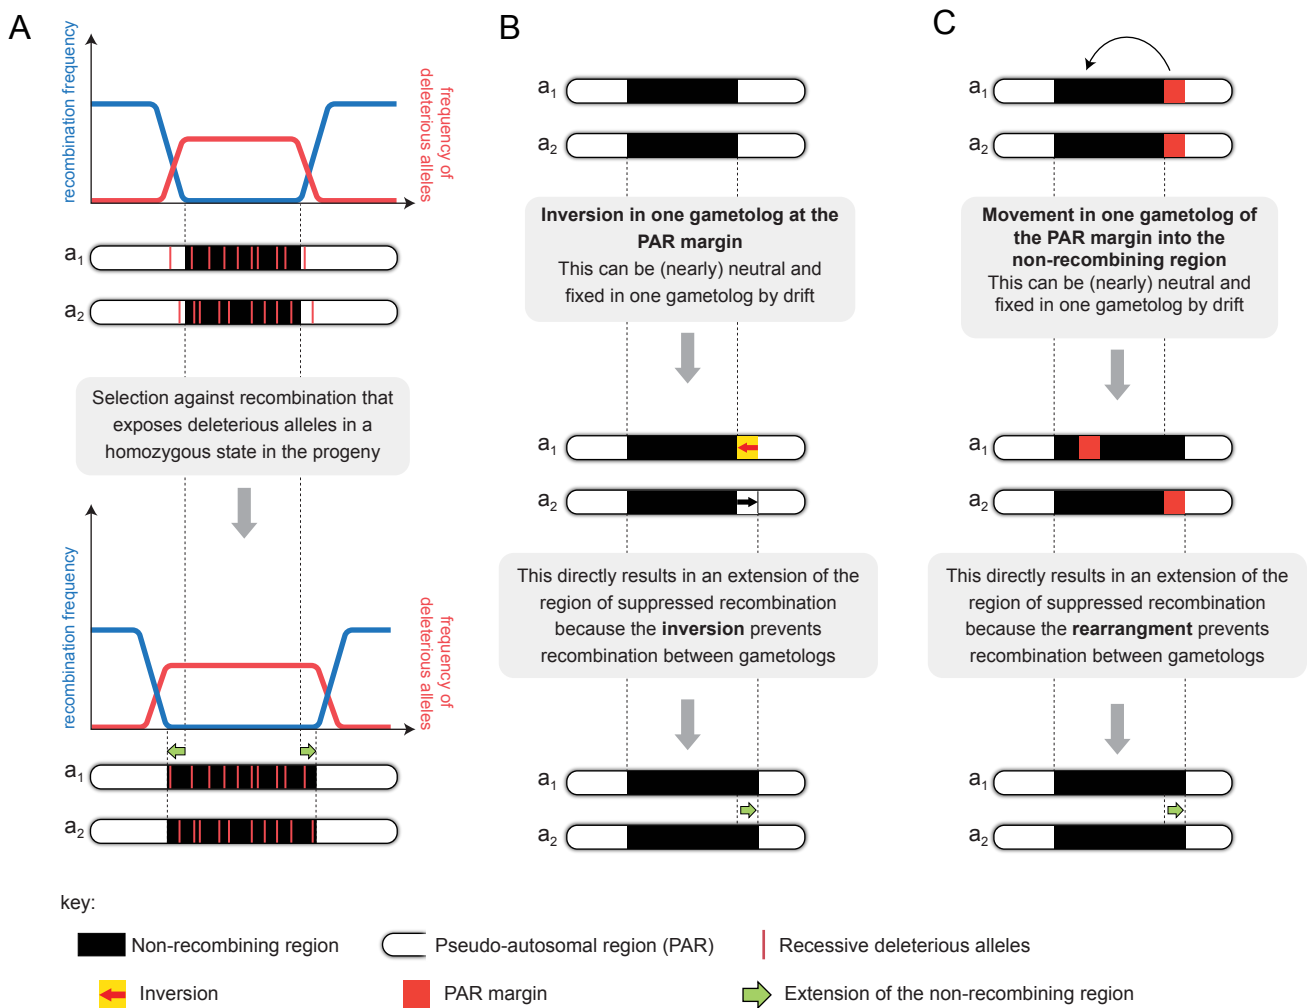 A
recombination frequency
frequency of
deleterious alleles
a1
a2
Selection against recombination that
exposes deleterious alleles in a
homozygous state in the progeny
recombination frequency
frequency of
deleterious alleles
a1
a2
B
a1
a2
Inversion in one gametolog at the
PAR margin
This can be (nearly) neutral and
fixed in one gametolog by drift
a1
a2
This directly results in an extension of the
region of suppressed recombination
because the inversion prevents
recombination between gametologs
a1
a2
C
a1
a2
Movement in one gametolog of
the PAR margin into the
non-recombining region
This can be (nearly) neutral and
fixed in one gametolog by drift
a1
a2
This directly results in an extension of the
region of suppressed recombination
because the rearrangment prevents
recombination between gametologs
a1
a2
key:
Non-recombining region
Pseudo-autosomal region (PAR)
Recessive deleterious alleles
Inversion
PAR margin
Extension of the non-recombining region